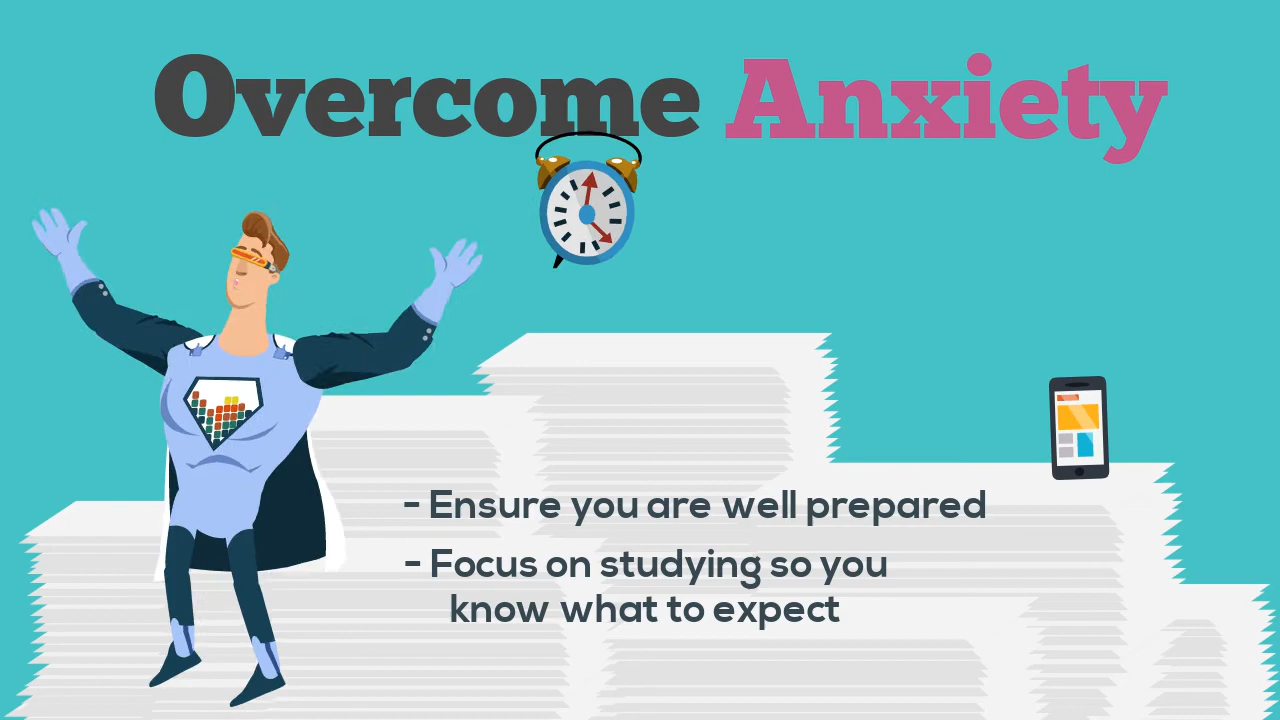 Overcome Anxiety
- Ensure you are well prepared
- Focus on studying so you
know what to expect